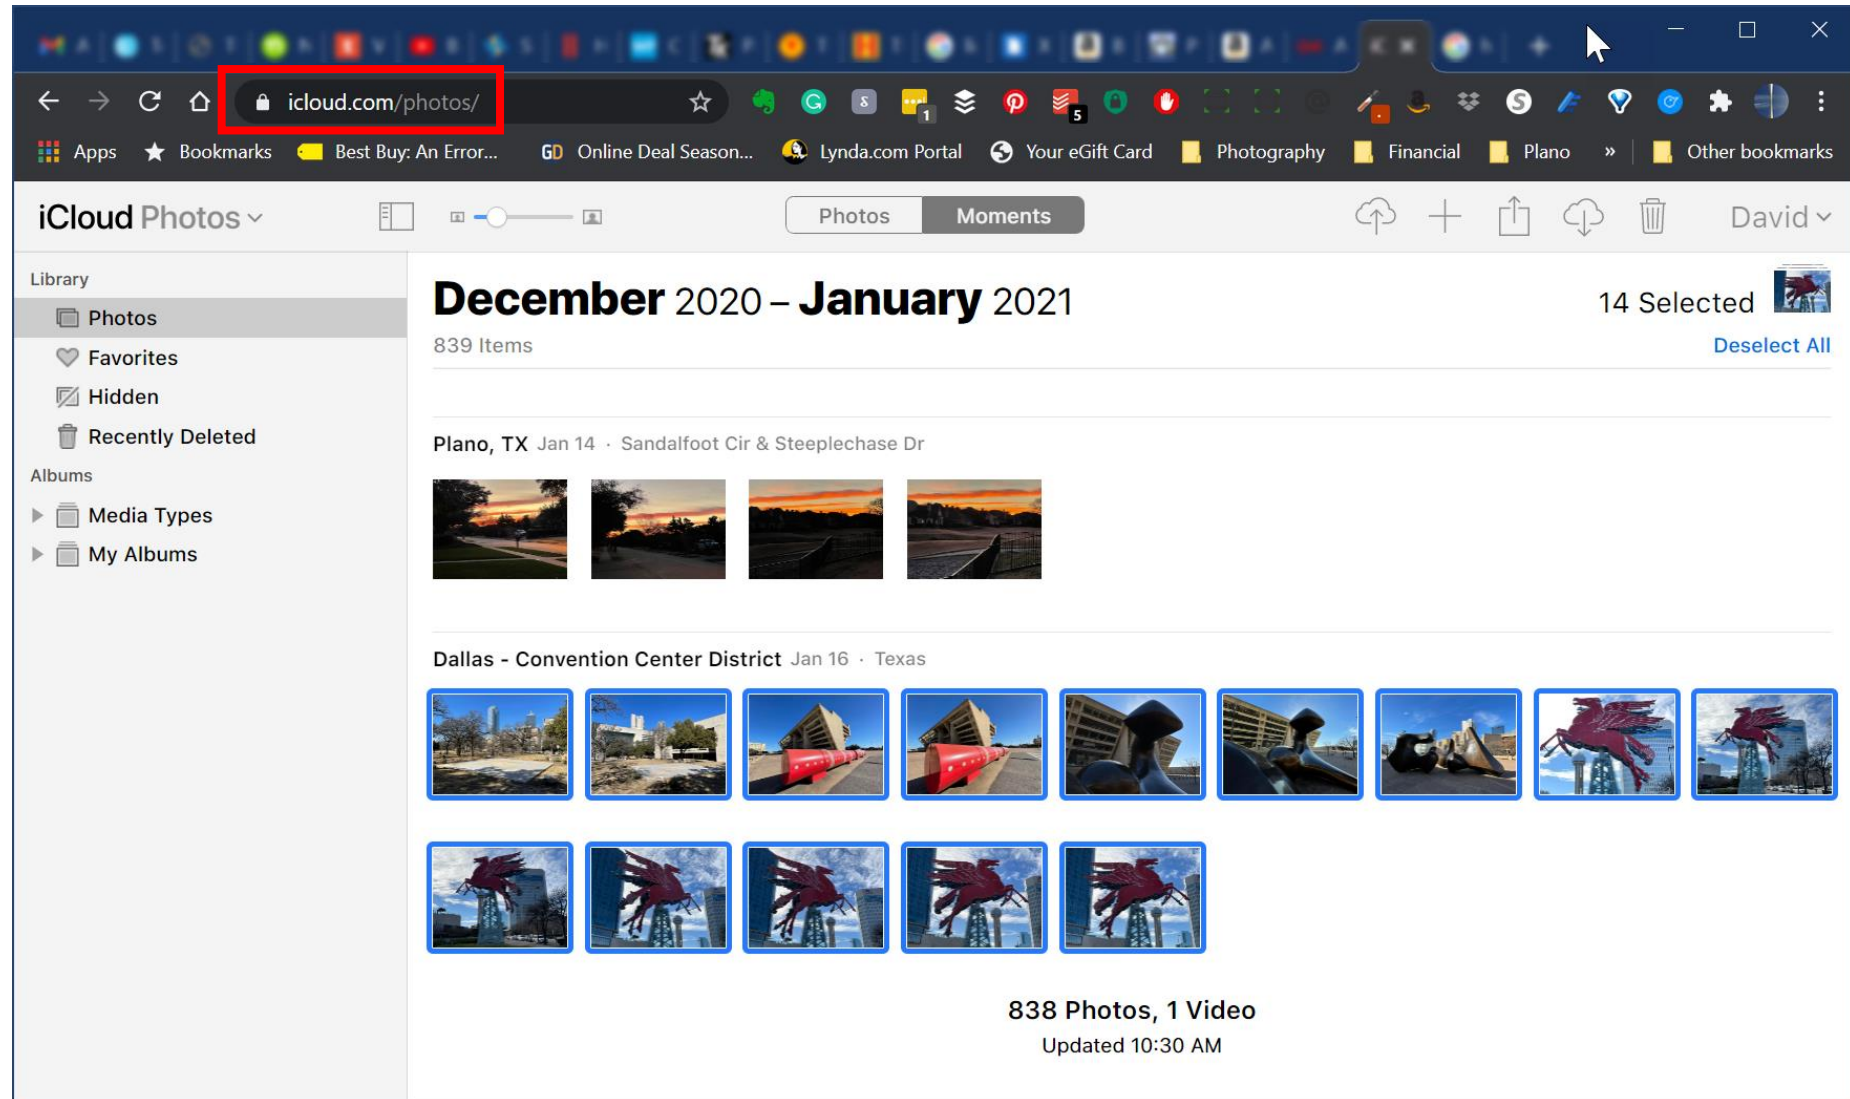 icloud.com/photos/
1
5
Apps
Bookmarks
Best Buy: An Error...
GD Online Deal Season...
Lynda.com Portal
Your eGift Card
Photography
Financial
Plano
»
Other bookmarks
iCloud Photos
Photos
Moments
David
Library
Photos
Favorites
Hidden
Recently Deleted
Albums
Media Types
My Albums
December 2020 – January 2021
14 Selected
839 Items
Deselect All
Plano, TX Jan 14 · Sandalfoot Cir & Steeplechase Dr
Dallas - Convention Center District Jan 16 · Texas
838 Photos, 1 Video
Updated 10:30 AM